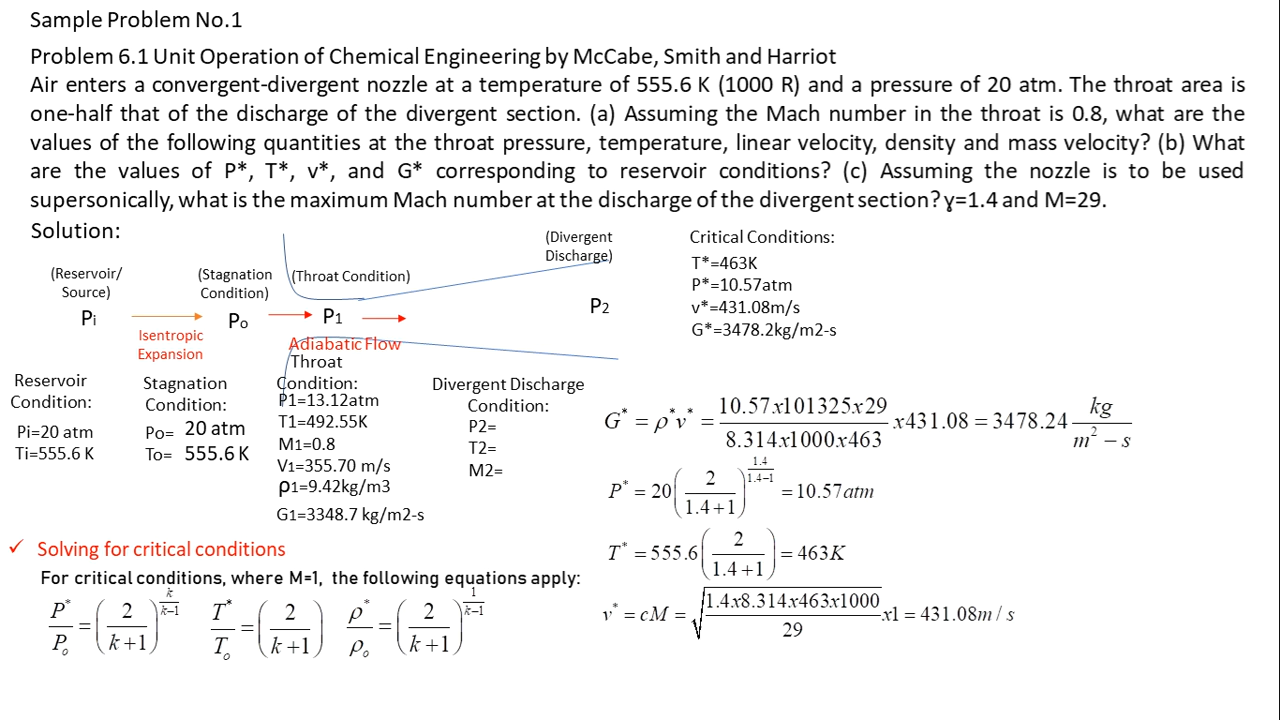 Sample Problem No.1
Problem 6.1 Unit Operation of Chemical Engineering by McCabe, Smith and Harriot
Air enters a convergent-divergent nozzle at a temperature of 555.6 K (1000 R) and a pressure of 20 atm. The throat area is
one-half that of the discharge of the divergent section. (a) Assuming the Mach number in the throat is 0.8, what are the
values of the following quantities at the throat pressure, temperature, linear velocity, density and mass velocity? (b) What
are the values of P*, T*, v*, and G* corresponding to reservoir conditions? (c) Assuming the nozzle is to be used
supersonically, what is the maximum Mach number at the discharge of the divergent section? ɣ=1.4 and M=29.
Solution:
(Reservoir/
Source)
Pi
(Stagnation
Condition)
Po
(Throat Condition)
P1
(Divergent
Discharge)
P2
Isentropic
Expansion
Adiabatic Flow
Critical Conditions:
T*=463K
P*=10.57atm
v*=431.08m/s
G*=3478.2kg/m2-s
Reservoir
Condition:
Pi=20 atm
Ti=555.6 K
Stagnation
Condition:
Po= 20 atm
To= 555.6 K
Throat
Condition:
P1=13.12atm
T1=492.55K
M1=0.8
V1=355.70 m/s
ρ1=9.42kg/m3
G1=3348.7 kg/m2-s
Divergent Discharge
Condition:
P2=
T2=
M2=
G* = ρ*v* = 10.57x101325x29 / 8.314x1000x463 x431.08 = 3478.24 kg / m² − s
P* = 20 (2 / 1.4+1)^(1.4 / 1.4−1) = 10.57atm
T* = 555.6 (2 / 1.4+1) = 463K
v* = cM = √(1.4x8.314x463x1000 / 29) x1 = 431.08m / s
✓ Solving for critical conditions
For critical conditions, where M=1, the following equations apply:
P* / Po = (2 / k+1)^(k / k−1) T* / To = (2 / k+1) ρ* / ρo = (2 / k+1)^(1 / k−1)